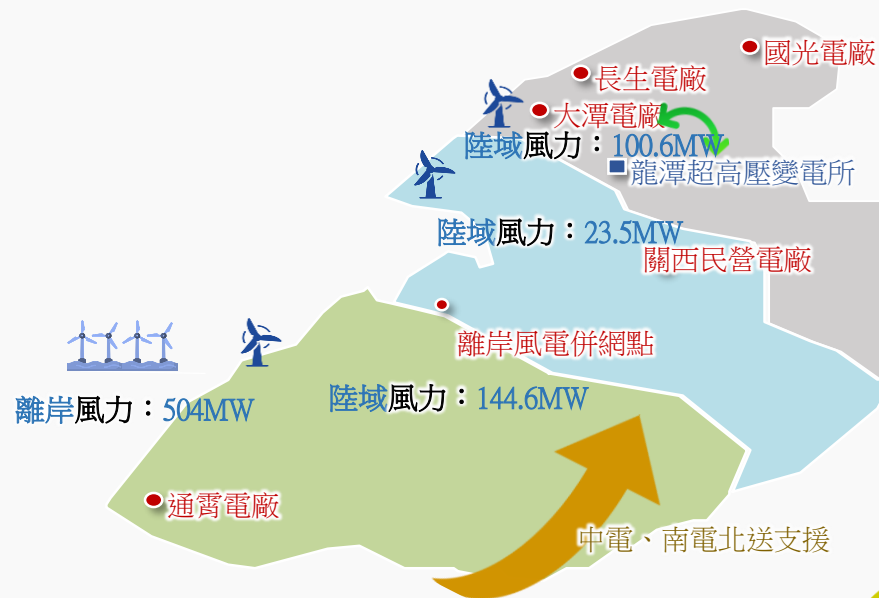 國光電廠
長生電廠
大潭電廠
陸域風力：100.6MW
龍潭超高壓變電所
陸域風力：23.5MW
關西民營電廠
離岸風電併網點
離岸風力：504MW
陸域風力：144.6MW
通霄電廠
中電、南電北送支援